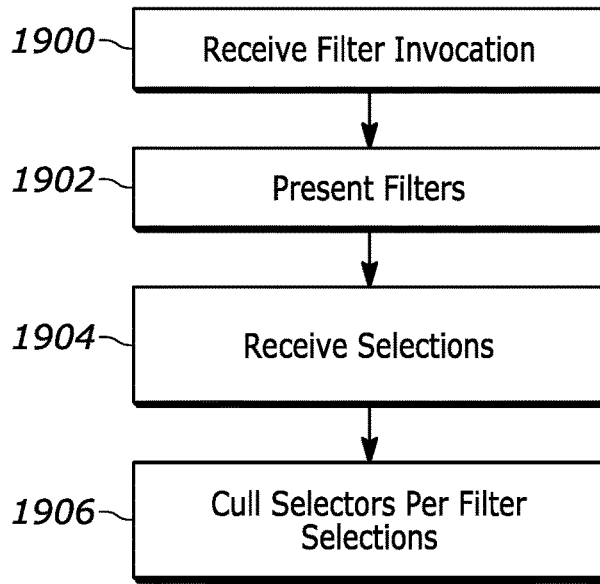 1900
Receive Filter Invocation
1902
Present Filters
1904
Receive Selections
1906
Cull Selectors Per Filter
Selections